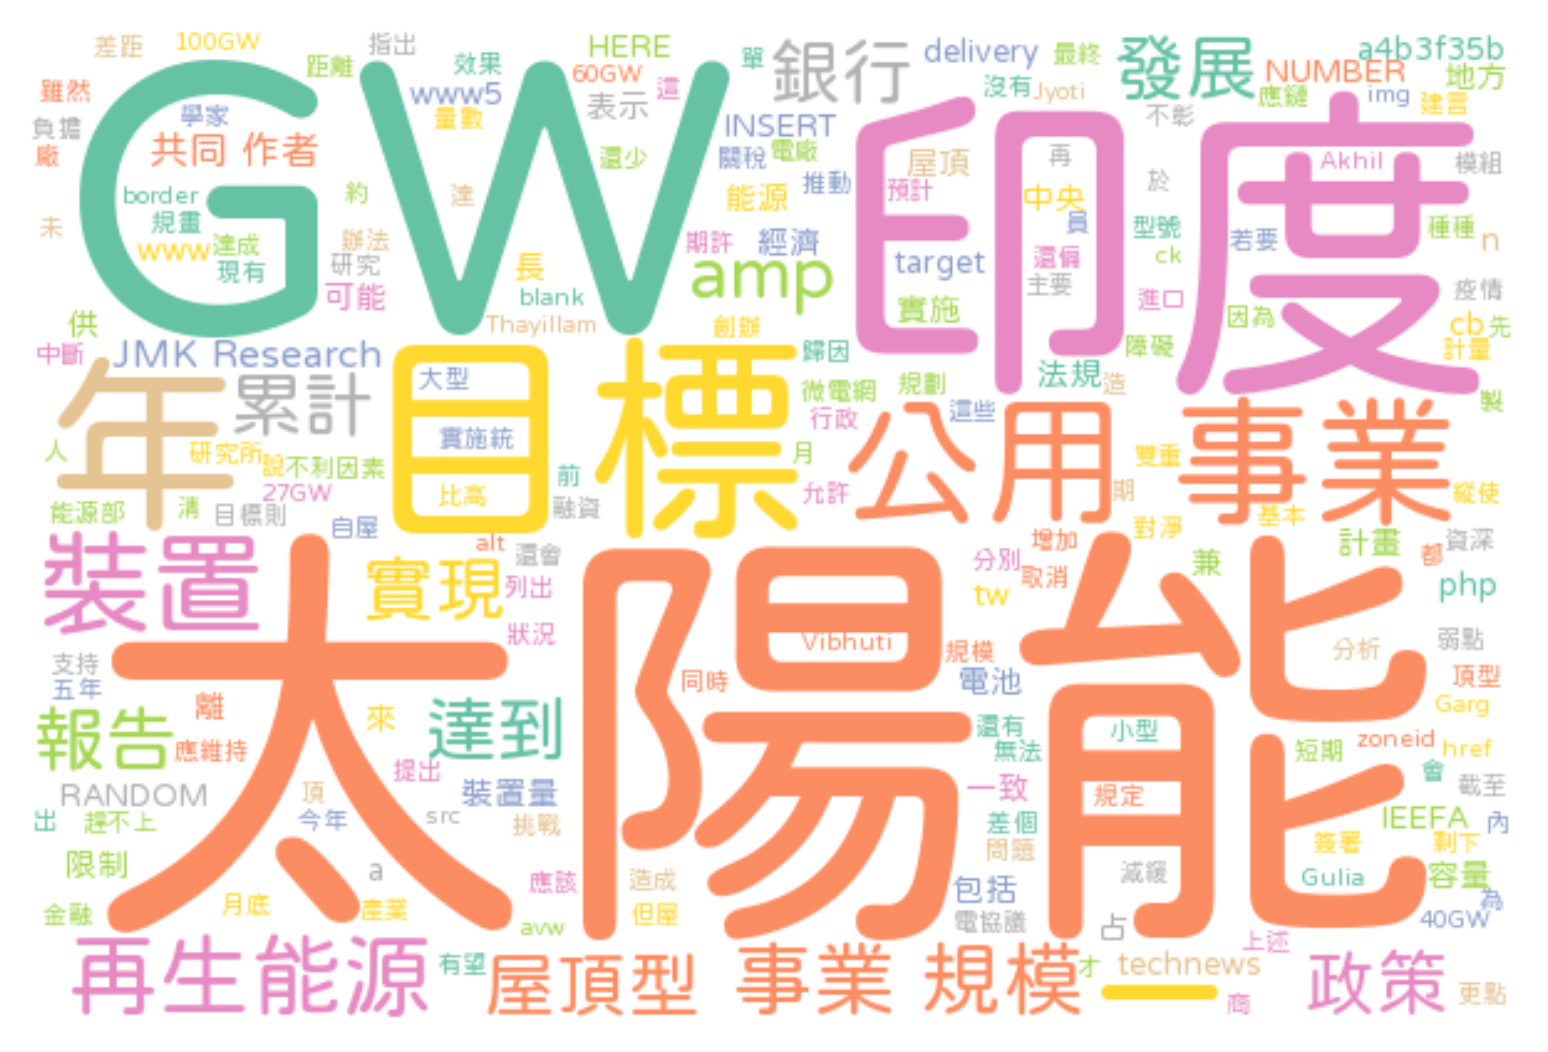 差距 100GW 指出 HERE 單 銀行 delivery 最終 發展 a4b3f35b
距離 效果 60GW 這 沒有 Jyoti NUMBER 地方
雖然 GW www5 表示 應鏈 img 建言
負擔 學家 量數 INSERT 印度 不彰
廠 共同 作者 還少 關稅 電廠 屋頂 再 Akhil 模組
border 約 達 能源 推動 預計 中央 於
未 規畫 員 型號 種種
www 達成 辦法 期許 經濟 還僱 若要 n
現有 研究 長 amp target 主要 ck
可能 blank 實施 進口 疫情
供 Thayillam 創辦 因為 cb 先
中斷 JMK Research 歸因 障礙 計量
年 累計 大型 目標 微電網 規劃 法規 造 製
人 實施統 行政 公用 事業 這些
研究所 說 不利因素 前 月 雙重
27GW 比高 允許 期 縱使
能源部 清 目標則 自屋 融資 對淨 基本
裝置 alt 還會 增加 計畫 都 資深
實現 列出 分別 取消 兼 php
太陽能 tw
狀況 Vibhuti 規模 分析 弱點
支持 同時 電池 頂型
五年 離 來 達到 還有 小型 Garg
報告 應維持 無法 短期 zoneid href
提出 會
RANDOM 頂 裝置量 一致 規定 截至
出 趕不上 今年 src 挑戰 差個 IEEFA 內
限制 a 問題 簽署 剩下
應該 造成 包括 減緩 Gulia 容量
金融 月底 產業 avw 但屋 電協議 占 40GW 為
再生能源 有望 屋頂型 事業 規模 才 technews 上述 政策
一 商 更點